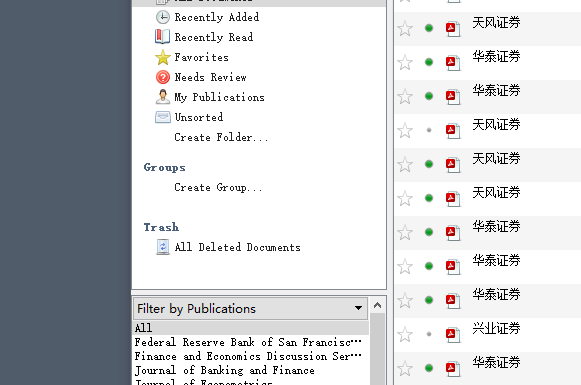 Recently Added
Recently Read
Favorites
Needs Review
My Publications
Unsorted
Create Folder...
Groups
Create Group...
Trash
All Deleted Documents
Filter by Publications
All
Federal Reserve Bank of San Francisc…
Finance and Economics Discussion Ser…
Journal of Banking and Finance
Journal of Econometrics
天风证券
华泰证券
华泰证券
天风证券
天风证券
天风证券
华泰证券
华泰证券
华泰证券
兴业证券
华泰证券